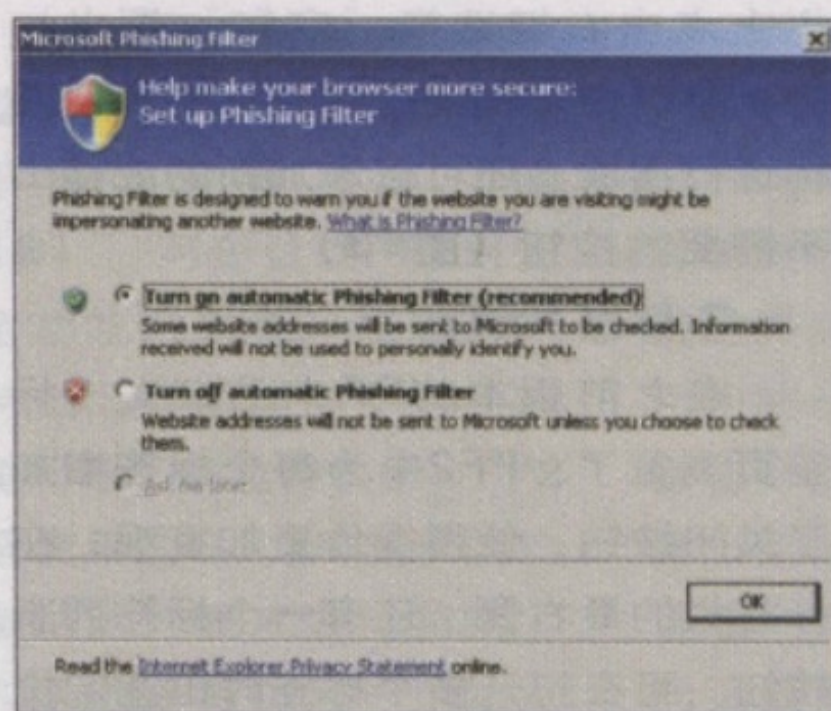 Microsoft Phishing Filter
Help make your browser more secure:
Set up Phishing Filter
Phishing Filter is designed to warn you if the website you are visiting might be
impersonating another website. What is Phishing Filter?
Turn on automatic Phishing Filter (recommended)
Some website addresses will be sent to Microsoft to be checked. Information
received will not be used to personally identify you.
Turn off automatic Phishing Filter
Website addresses will not be sent to Microsoft unless you choose to check
them.
Ask me later
OK
Read the Internet Explorer Privacy Statement online.